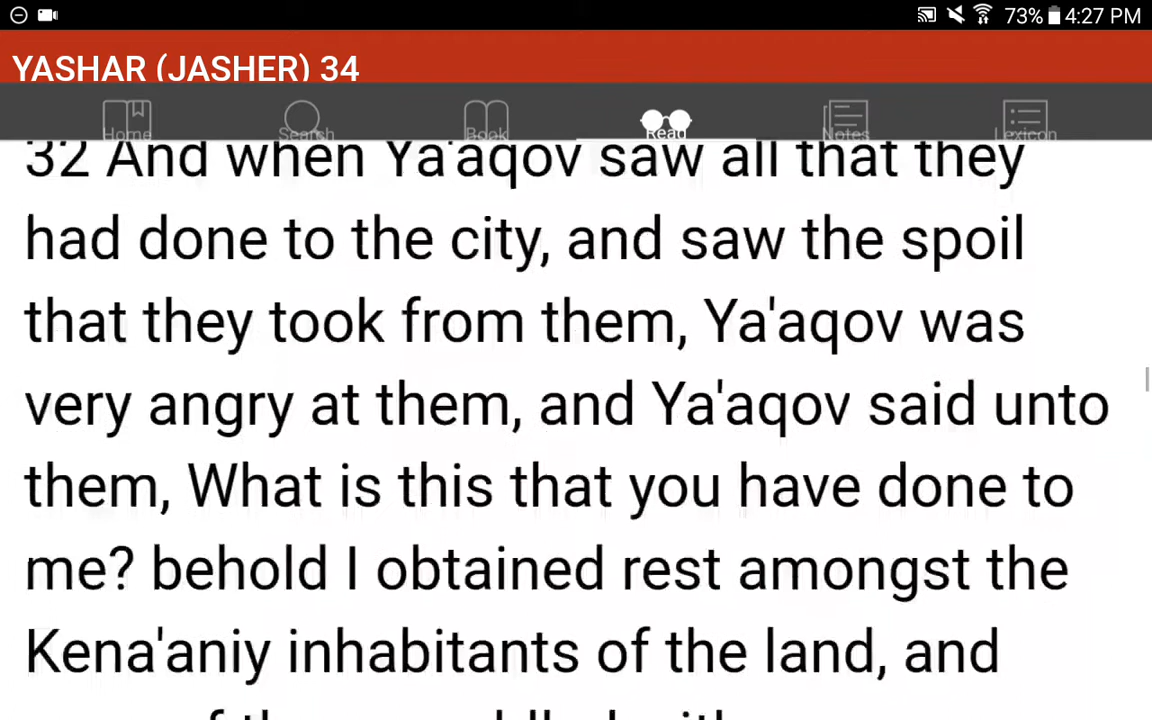 73% 4:27 PM
YASHAR (JASHER) 34
Home Search Book Read Notes Lexicon
32 And when Ya'aqov saw all that they
had done to the city, and saw the spoil
that they took from them, Ya'aqov was
very angry at them, and Ya'aqov said unto
them, What is this that you have done to
me? behold I obtained rest amongst the
Kena'aniy inhabitants of the land, and